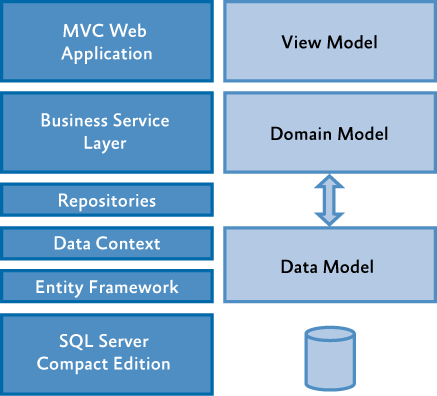 MVC Web
Application
View Model
Business Service
Layer
Domain Model
Repositories
Data Context
Data Model
Entity Framework
SQL Server
Compact Edition